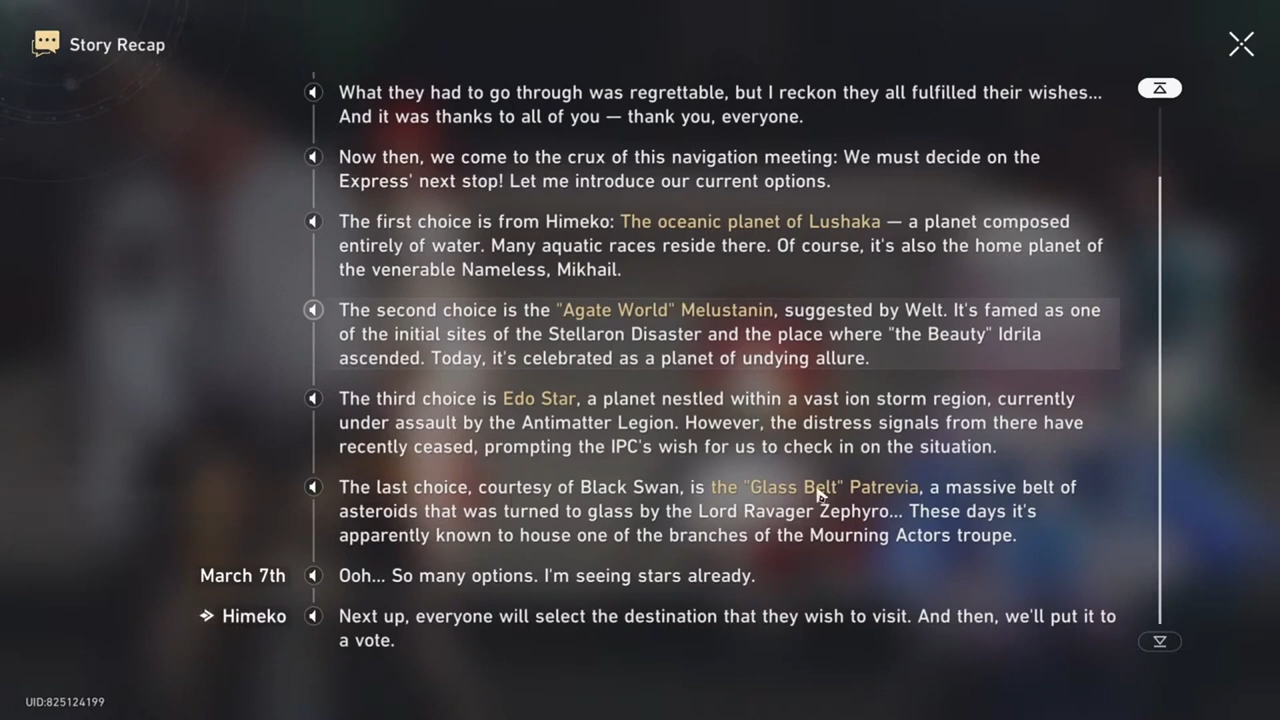 Story Recap
What they had to go through was regrettable, but I reckon they all fulfilled their wishes...
And it was thanks to all of you — thank you, everyone.
Now then, we come to the crux of this navigation meeting: We must decide on the
Express' next stop! Let me introduce our current options.
The first choice is from Himeko: The oceanic planet of Lushaka — a planet composed
entirely of water. Many aquatic races reside there. Of course, it's also the home planet of
the venerable Nameless, Mikhail.
The second choice is the "Agate World" Melustanin, suggested by Welt. It's famed as one
of the initial sites of the Stellaron Disaster and the place where "the Beauty" Idrila
ascended. Today, it's celebrated as a planet of undying allure.
The third choice is Edo Star, a planet nestled within a vast ion storm region, currently
under assault by the Antimatter Legion. However, the distress signals from there have
recently ceased, prompting the IPC's wish for us to check in on the situation.
The last choice, courtesy of Black Swan, is the "Glass Belt" Patrevia, a massive belt of
asteroids that was turned to glass by the Lord Ravager Zephyro... These days it's
apparently known to house one of the branches of the Mourning Actors troupe.
March 7th Ooh... So many options. I'm seeing stars already.
Himeko Next up, everyone will select the destination that they wish to visit. And then, we'll put it to
a vote.
UID:825124199